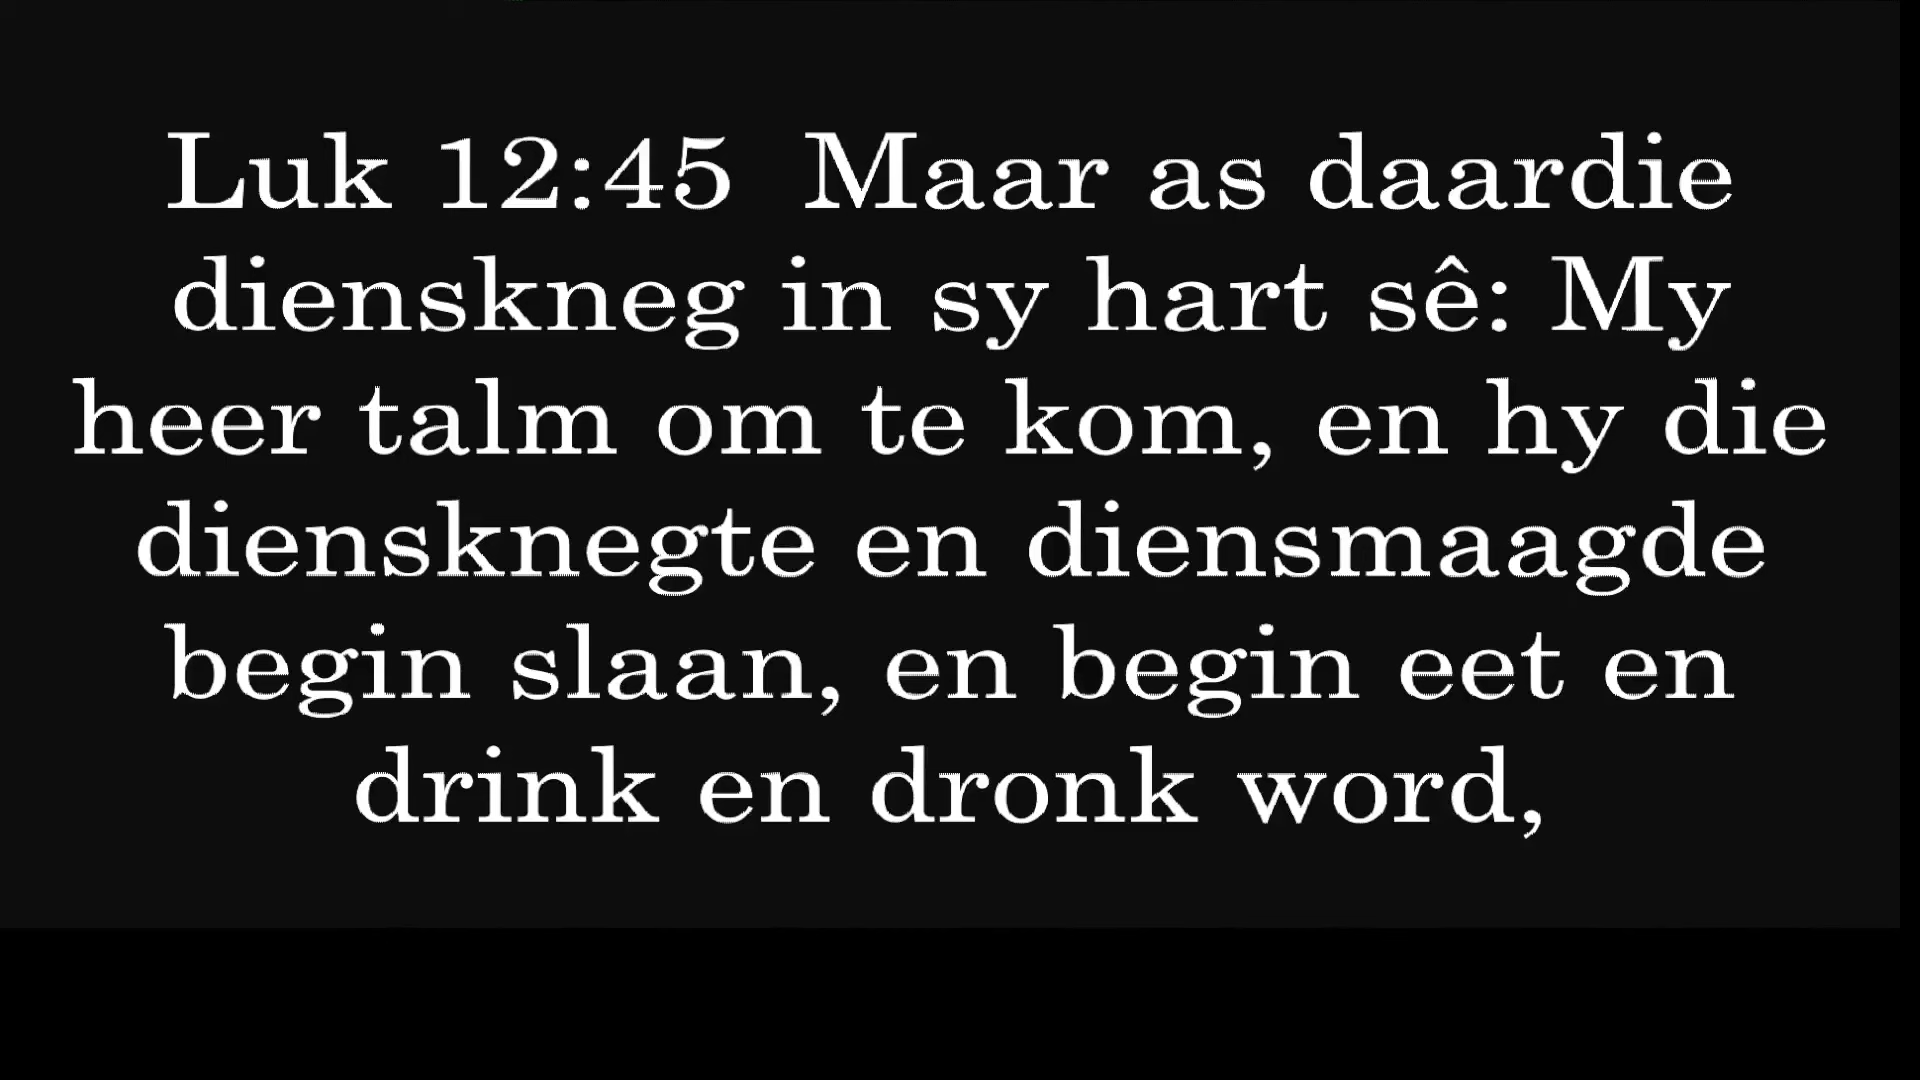 Luk 12:45  Maar as daardie
dienskneg in sy hart sê: My
heer talm om te kom, en hy die
diensknegte en diensmaagde
begin slaan, en begin eet en
drink en dronk word,